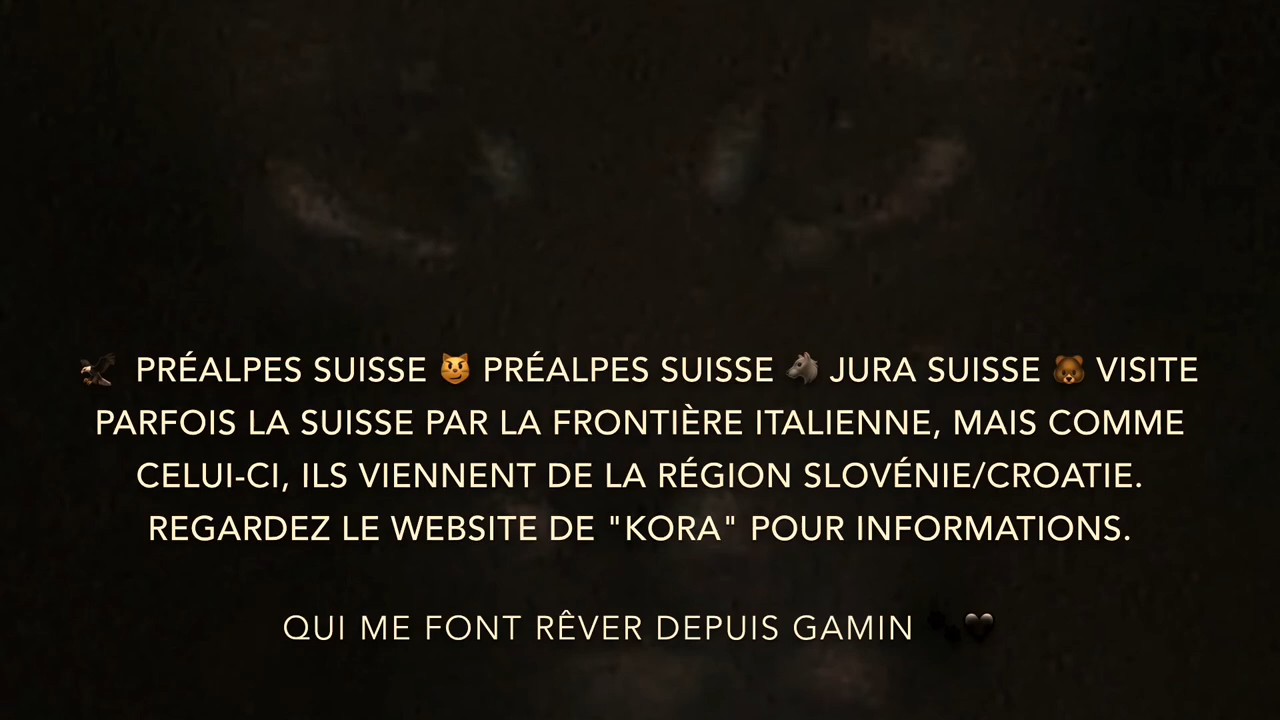 🦅 PRÉALPES SUISSE 😼 PRÉALPES SUISSE 🐺 JURA SUISSE 🐻 VISITE
PARFOIS LA SUISSE PAR LA FRONTIÈRE ITALIENNE, MAIS COMME
CELUI-CI, ILS VIENNENT DE LA RÉGION SLOVÉNIE/CROATIE.
REGARDEZ LE WEBSITE DE "KORA" POUR INFORMATIONS.
QUI ME FONT RÊVER DEPUIS GAMIN 🐾🖤